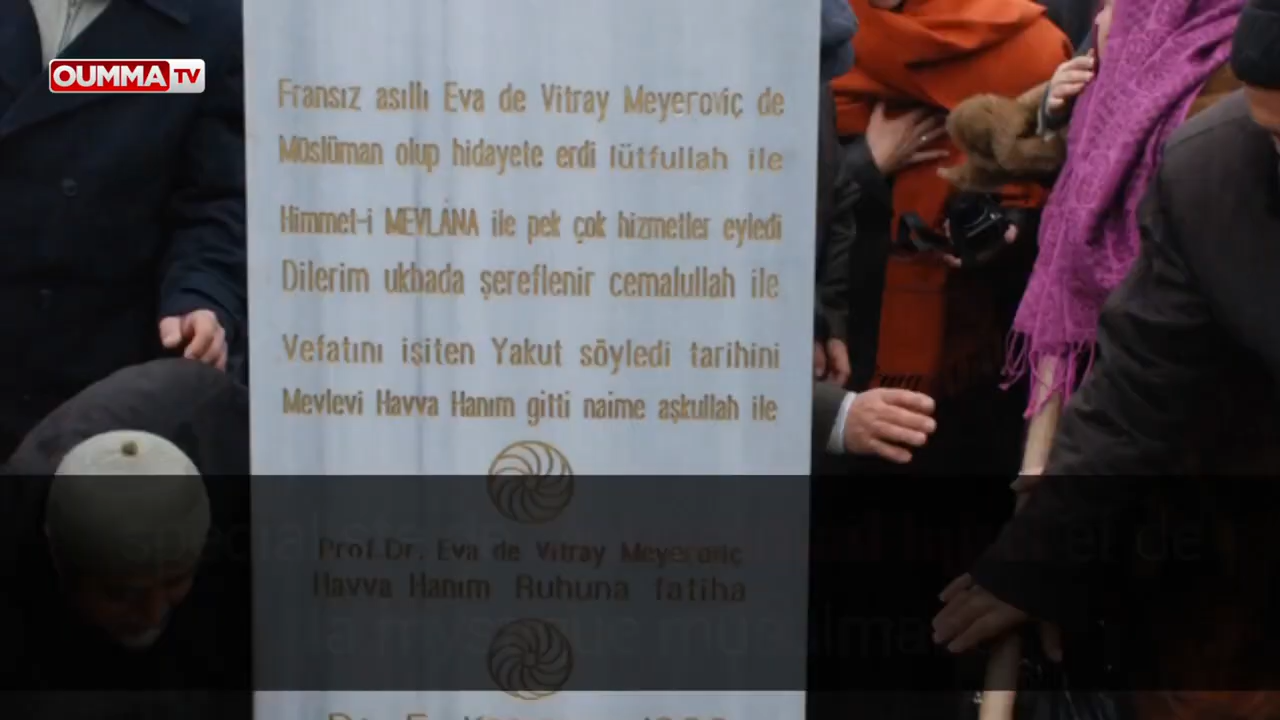 OUMMA TV
Fransız asıllı Eva de Vitray Meyeroviç de
Müslüman olup hidayete erdi lütfullah ile
Himmet-i MEVLÂNA ile pek çok hizmetler eyledi
Dilerim ukbada şereflenir cemalullah ile
Vefatını işiten Yakut söyledi tarihini
Mevlevi Havva Hanım gitti naime aşkullah ile
Prof.Dr. Eva de Vitray Meyeroviç
Havva Hanım Ruhuna fatiha